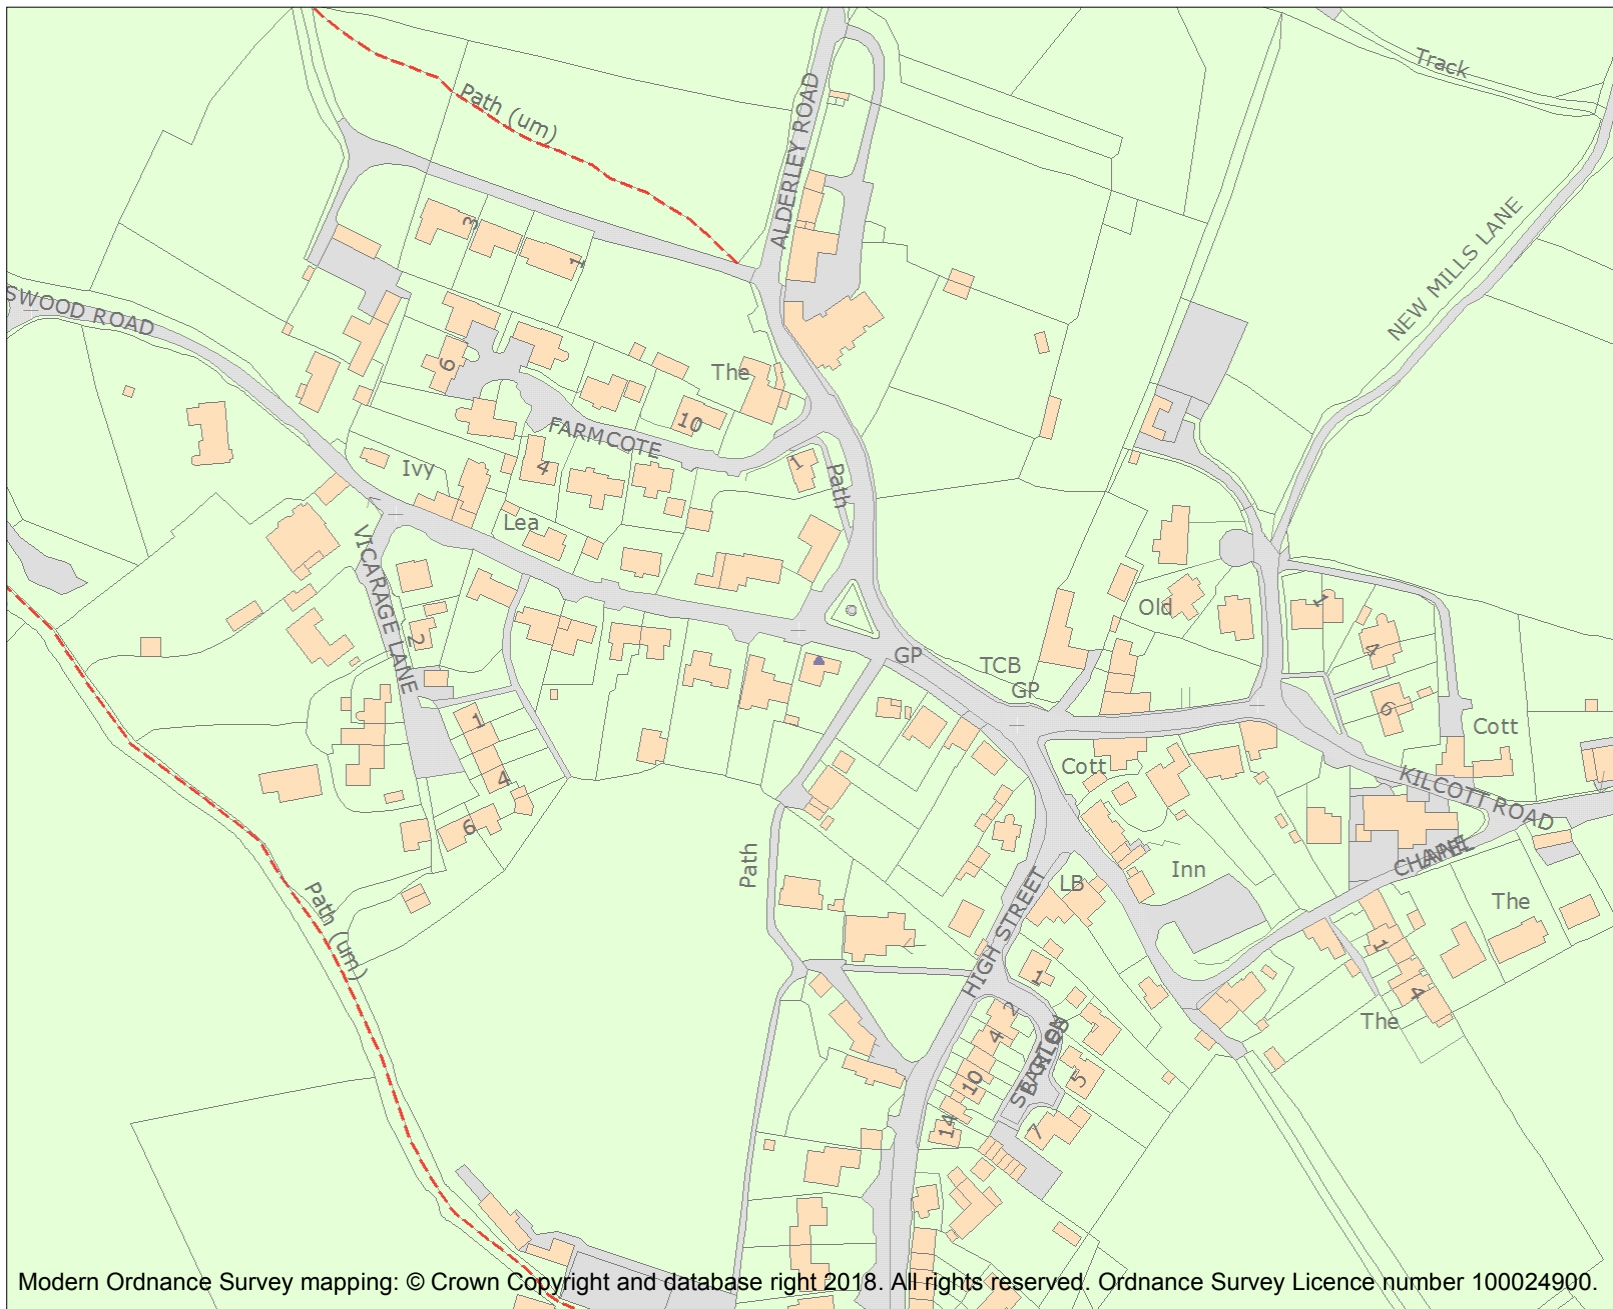 Track
Path (um)
ALDERLEY ROAD
NEW MILLS LANE
3
1
SWOOD ROAD
6
The
10
FARMCOTE
Ivy
4
1
Path
Lea
VICARAGE LANE
2
Old
1
4
GP
TCB
GP
6
Cott
1
4
6
Cott
KILCOTT ROAD
CHAPEL
LANE
Path
Inn
LB
The
HIGH STREET
Path (um)
1
1
4
2
The
4
10
5
14
7
Modern Ordnance Survey mapping: © Crown Copyright and database right 2018. All rights reserved. Ordnance Survey Licence number 100024900.